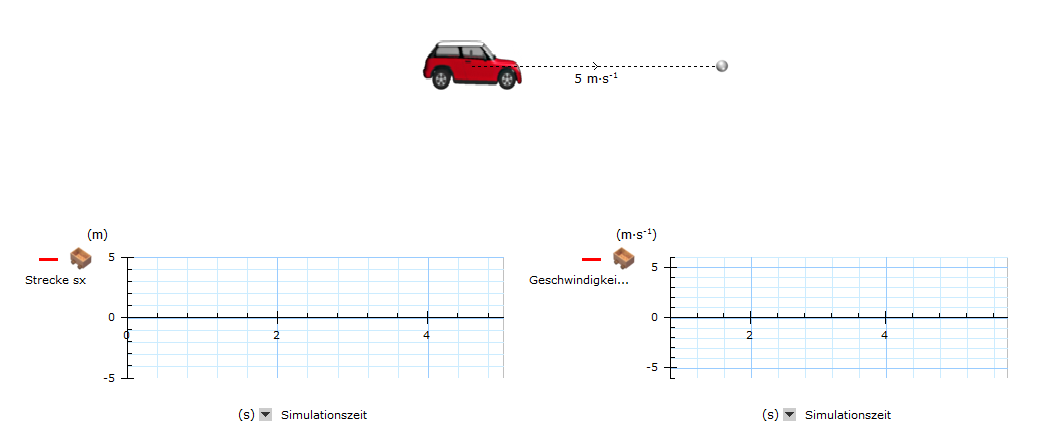 5 m·s⁻¹
(m)
Strecke sx
5
0
-5
0
2
4
(s)
Simulationszeit
(m·s⁻¹)
Geschwindigkei...
5
0
-5
2
4
(s)
Simulationszeit